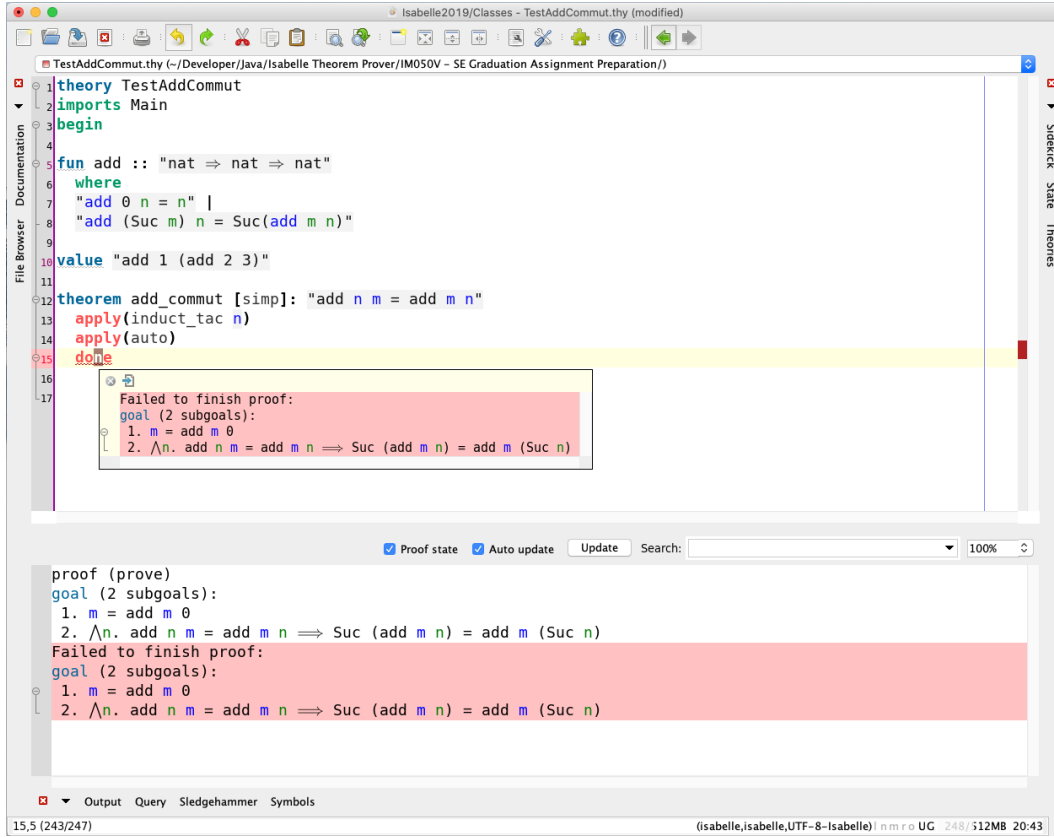 Isabelle2019/Classes - TestAddCommut.thy (modified)
TestAddCommut.thy (~/Developer/Java/Isabelle Theorem Prover/IM050V – SE Graduation Assignment Preparation/)
1 theory TestAddCommut
2 imports Main
3 begin
4
5 fun add :: "nat ⇒ nat ⇒ nat"
6 where
7 "add 0 n = n" |
8 "add (Suc m) n = Suc(add m n)"
9
10 value "add 1 (add 2 3)"
11
12 theorem add_commut [simp]: "add n m = add m n"
13 apply(induct_tac n)
14 apply(auto)
15 done
16
17
Failed to finish proof:
goal (2 subgoals):
1. m = add m 0
2. ⋀n. add n m = add m n ⟹ Suc (add m n) = add m (Suc n)
Documentation
File Browser
Sidekick
State
Theories
Proof state
Auto update
Update
Search:
100%
proof (prove)
goal (2 subgoals):
1. m = add m 0
2. ⋀n. add n m = add m n ⟹ Suc (add m n) = add m (Suc n)
Failed to finish proof:
goal (2 subgoals):
1. m = add m 0
2. ⋀n. add n m = add m n ⟹ Suc (add m n) = add m (Suc n)
Output Query Sledgehammer Symbols
15,5 (243/247)
(isabelle,isabelle,UTF-8-Isabelle) l n m r o UG 248/512MB 20:43